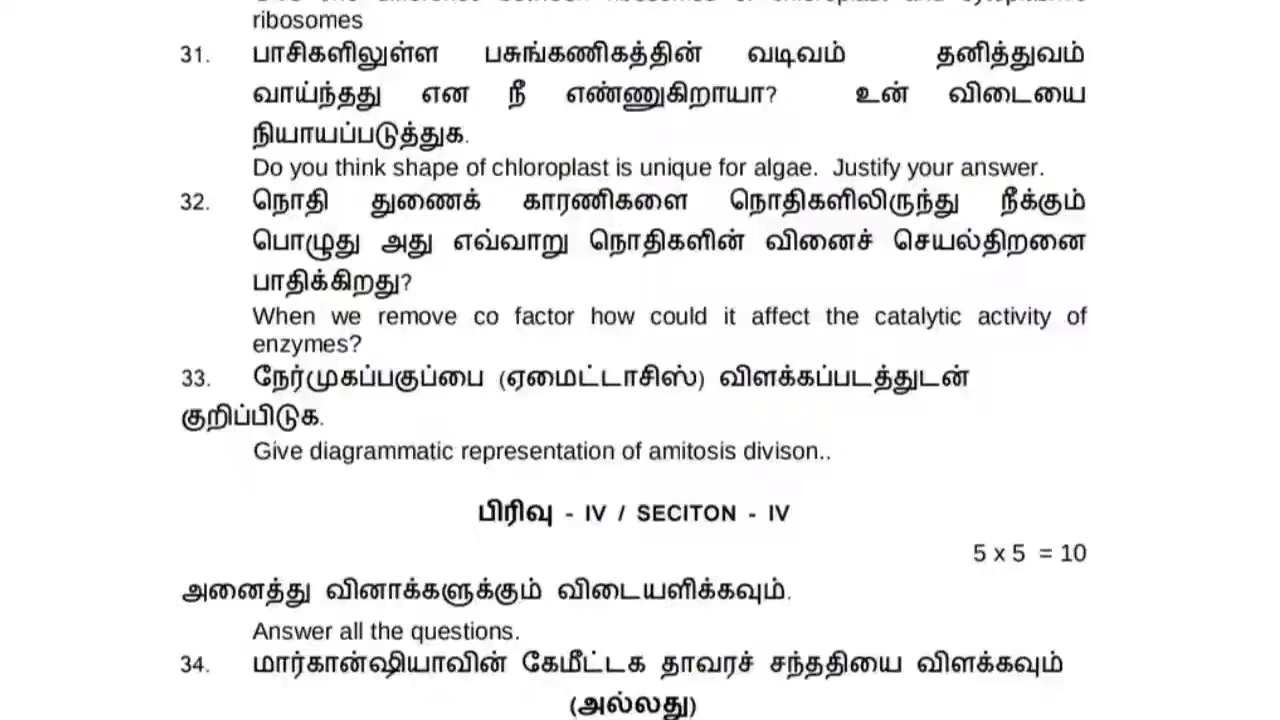 ribosomes
31. பாசிகளிலுள்ள பசுங்கணிகத்தின் வடிவம் தனித்துவம்
வாய்ந்தது என நீ எண்ணுகிறாயா? உன் விடையை
நியாயப்படுத்துக.
Do you think shape of chloroplast is unique for algae. Justify your answer.
32. நொதி துணைக் காரணிகளை நொதிகளிலிருந்து நீக்கும்
பொழுது அது எவ்வாறு நொதிகளின் வினைச் செயல்திறனை
பாதிக்கிறது?
When we remove co factor how could it affect the catalytic activity of
enzymes?
33. நேர்முகப்பகுப்பை (ஏமைட்டாசிஸ்) விளக்கப்படத்துடன்
குறிப்பிடுக.
Give diagrammatic representation of amitosis divison..
பிரிவு - IV / SECITON - IV
5 x 5 = 10
அனைத்து வினாக்களுக்கும் விடையளிக்கவும்.
Answer all the questions.
34. மார்கான்ஷியாவின் கேமீட்டக தாவரச் சந்ததியை விளக்கவும்
(அல்லது)